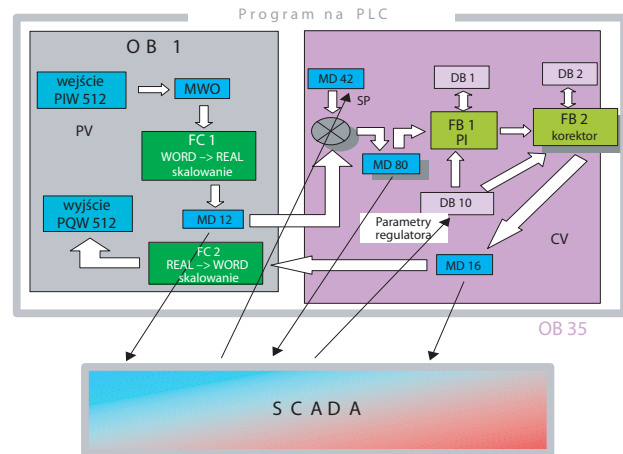 Program na PLC
OB 1
wejście
PIW 512
MWO
PV
FC 1
WORD –> REAL
skalowanie
wyjście
PQW 512
MD 12
FC 2
REAL –> WORD
skalowanie
MD 42
SP
DB 1
DB 2
FB 1
PI
FB 2
korektor
MD 80
DB 10
Parametry
regulatora
CV
MD 16
OB 35
SCADA